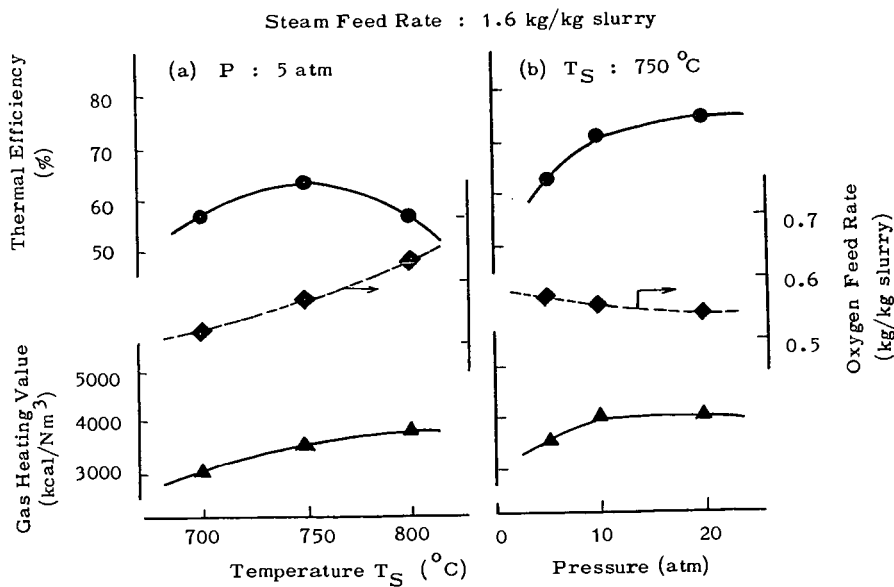 Steam Feed Rate : 1.6 kg/kg slurry
(a) P : 5 atm
(b) T_S : 750 °C
Thermal Efficiency
(%)
80
70
60
50
Oxygen Feed Rate
(kg/kg slurry)
0.7
0.6
0.5
Gas Heating Value
(kcal/Nm³)
5000
4000
3000
700
750
800
0
10
20
Temperature T_S (°C)
Pressure (atm)